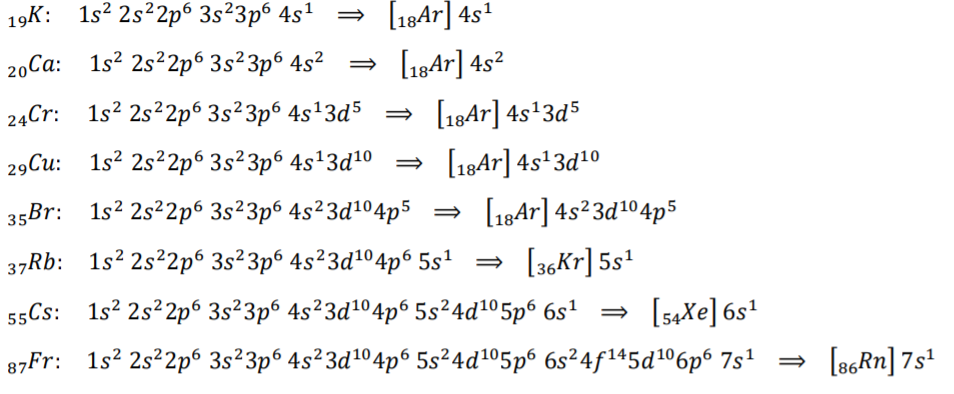 ₁₉K: 1s² 2s²2p⁶ 3s²3p⁶ 4s¹ ⟹ [₁₈Ar] 4s¹
₂₀Ca: 1s² 2s²2p⁶ 3s²3p⁶ 4s² ⟹ [₁₈Ar] 4s²
₂₄Cr: 1s² 2s²2p⁶ 3s²3p⁶ 4s¹3d⁵ ⟹ [₁₈Ar] 4s¹3d⁵
₂₉Cu: 1s² 2s²2p⁶ 3s²3p⁶ 4s¹3d¹⁰ ⟹ [₁₈Ar] 4s¹3d¹⁰
₃₅Br: 1s² 2s²2p⁶ 3s²3p⁶ 4s²3d¹⁰4p⁵ ⟹ [₁₈Ar] 4s²3d¹⁰4p⁵
₃₇Rb: 1s² 2s²2p⁶ 3s²3p⁶ 4s²3d¹⁰4p⁶ 5s¹ ⟹ [₃₆Kr] 5s¹
₅₅Cs: 1s² 2s²2p⁶ 3s²3p⁶ 4s²3d¹⁰4p⁶ 5s²4d¹⁰5p⁶ 6s¹ ⟹ [₅₄Xe] 6s¹
₈₇Fr: 1s² 2s²2p⁶ 3s²3p⁶ 4s²3d¹⁰4p⁶ 5s²4d¹⁰5p⁶ 6s²4f¹⁴5d¹⁰6p⁶ 7s¹ ⟹ [₈₆Rn] 7s¹